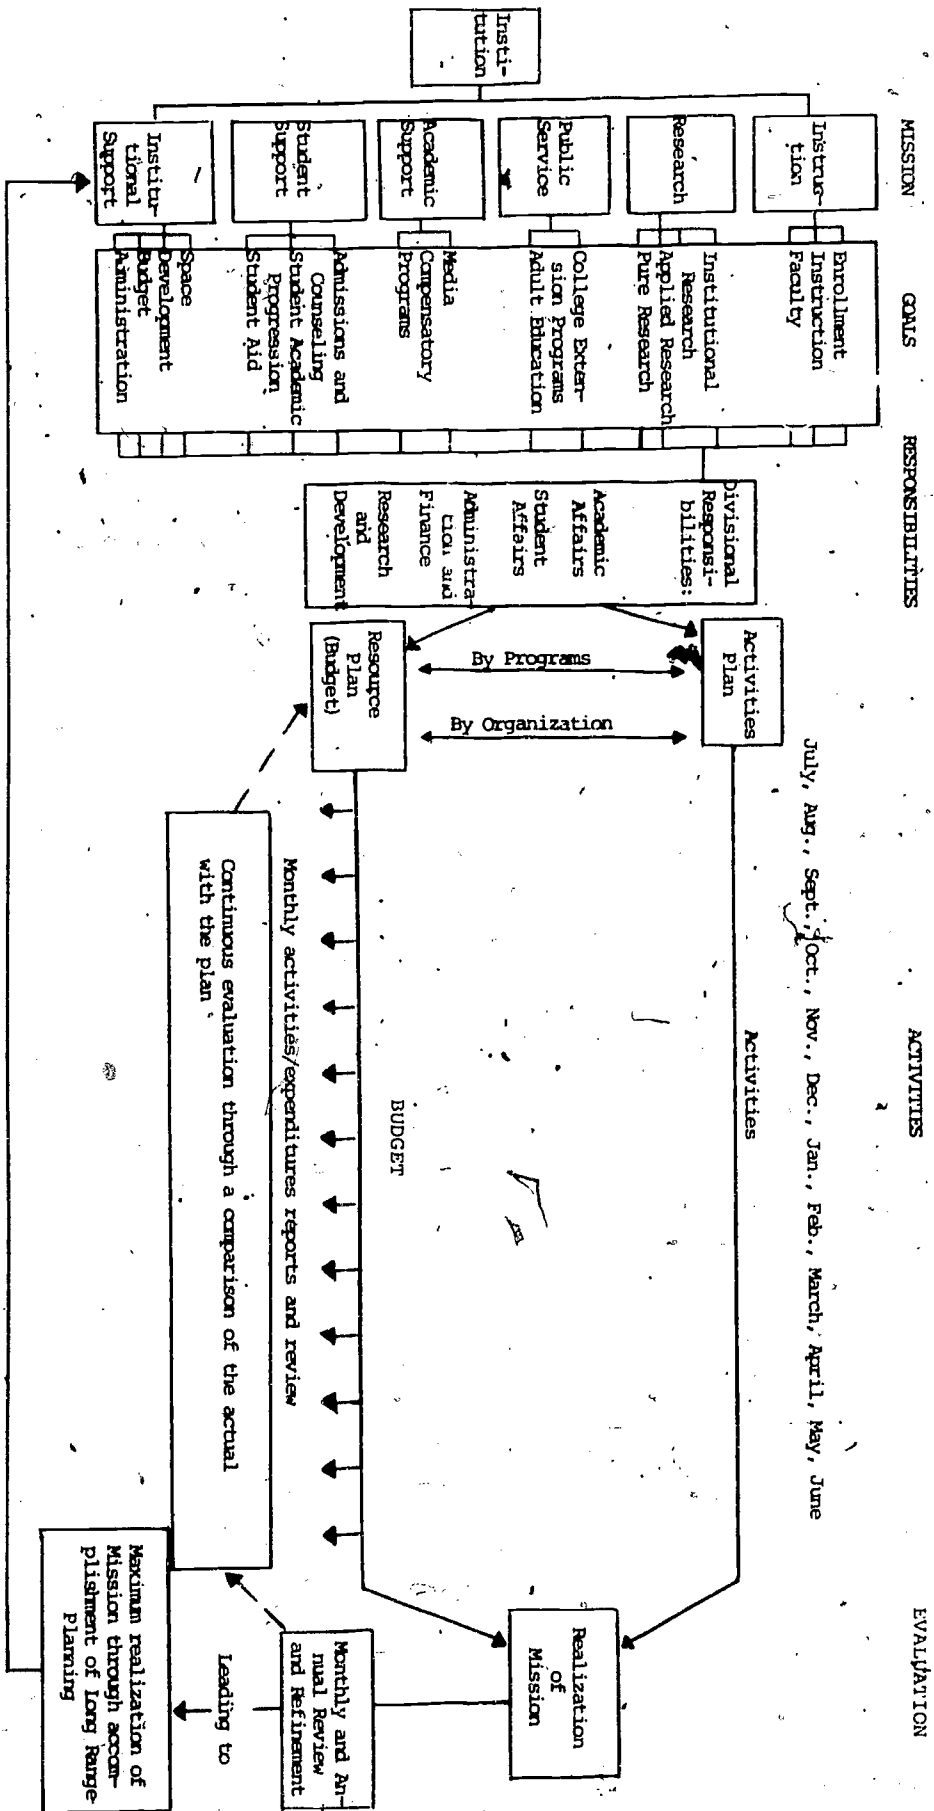 MISSION
GOALS
RESPONSIBILITIES
ACTIVITIES
EVALUATION
Insti-
tution
Instruc-
tion
Research
Public
Service
Academic
Support
Student
Support
Institu-
tional
Support
Enrollment
Instruction
Faculty
Institutional
Research
Applied Research
Pure Research
College Exten-
sion Programs
Adult Education
Media
Compensatory
Programs
Admissions and
Counseling
Student Academic
Progression
Student Aid
Space
Development
Budget
Administration
Divisional
Responsi-
bilities:
Academic
Affairs
Student
Affairs
Administra-
tion and
Finance
Research
and
Development
Activities
Plan
By Programs
By Organization
Resource
Plan
(Budget)
July, Aug., Sept., Oct., Nov., Dec., Jan., Feb., March, April, May, June
Activities
BUDGET
Monthly activities/expenditures reports and review
Continuous evaluation through a comparison of the actual
with the plan
Realization
of
Mission
Monthly and An-
nual Review
and Refinement
Leading to
Maximum realization of
Mission through accom-
plishment of Long Range
Planning